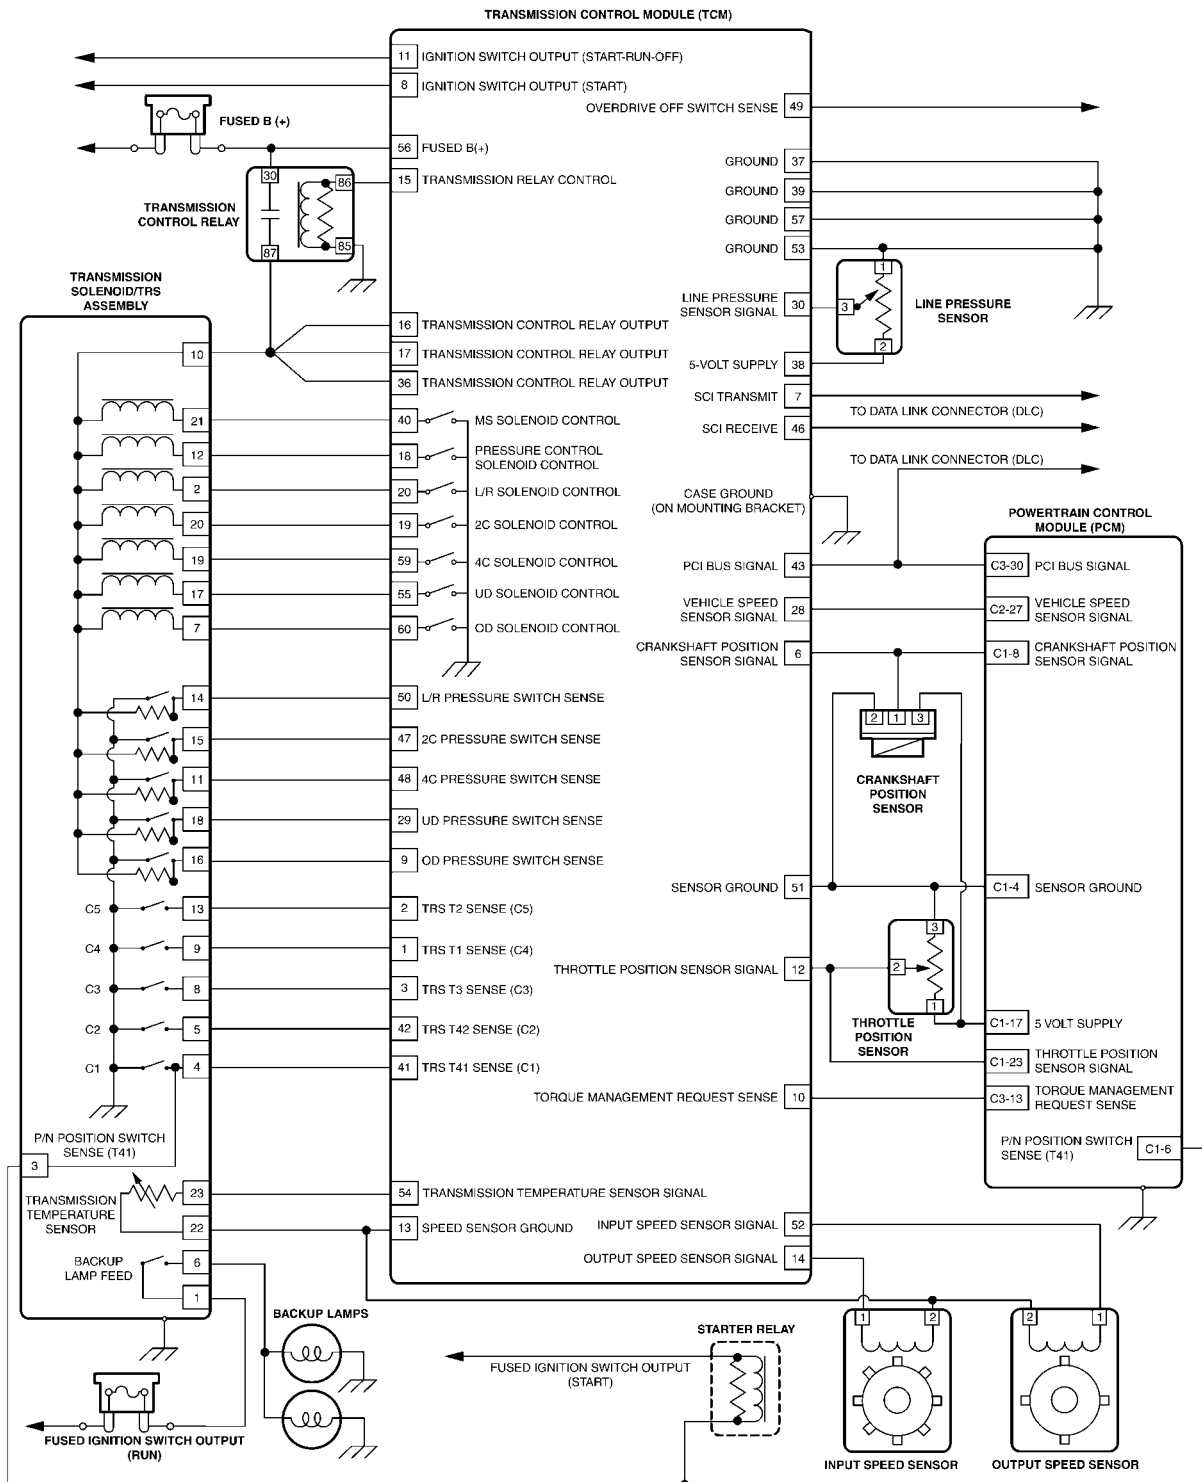 TRANSMISSION CONTROL MODULE (TCM)
11 IGNITION SWITCH OUTPUT (START-RUN-OFF)
8 IGNITION SWITCH OUTPUT (START)
OVERDRIVE OFF SWITCH SENSE 49
FUSED B (+)
56 FUSED B(+)
GROUND 37
30
86
15 TRANSMISSION RELAY CONTROL
GROUND 39
TRANSMISSION
CONTROL RELAY
GROUND 57
87
85
GROUND 53
1
TRANSMISSION
SOLENOID/TRS
ASSEMBLY
LINE PRESSURE
SENSOR SIGNAL 30
3
LINE PRESSURE
SENSOR
2
16 TRANSMISSION CONTROL RELAY OUTPUT
10
17 TRANSMISSION CONTROL RELAY OUTPUT
5-VOLT SUPPLY 38
36 TRANSMISSION CONTROL RELAY OUTPUT
SCI TRANSMIT 7
TO DATA LINK CONNECTOR (DLC)
21
40 MS SOLENOID CONTROL
SCI RECEIVE 46
12
18 PRESSURE CONTROL
SOLENOID CONTROL
TO DATA LINK CONNECTOR (DLC)
2
20 L/R SOLENOID CONTROL
CASE GROUND
(ON MOUNTING BRACKET)
20
19 2C SOLENOID CONTROL
POWERTRAIN CONTROL
MODULE (PCM)
19
59 4C SOLENOID CONTROL
PCI BUS SIGNAL 43
C3-30 PCI BUS SIGNAL
17
55 UD SOLENOID CONTROL
VEHICLE SPEED
SENSOR SIGNAL 28
C2-27 VEHICLE SPEED
SENSOR SIGNAL
7
60 OD SOLENOID CONTROL
CRANKSHAFT POSITION
SENSOR SIGNAL 6
C1-8 CRANKSHAFT POSITION
SENSOR SIGNAL
14
50 L/R PRESSURE SWITCH SENSE
2 1 3
15
47 2C PRESSURE SWITCH SENSE
11
48 4C PRESSURE SWITCH SENSE
CRANKSHAFT
POSITION
SENSOR
18
29 UD PRESSURE SWITCH SENSE
16
9 OD PRESSURE SWITCH SENSE
SENSOR GROUND 51
C1-4 SENSOR GROUND
C5 13
2 TRS T2 SENSE (C5)
3
C4 9
1 TRS T1 SENSE (C4)
THROTTLE POSITION SENSOR SIGNAL 12
2
C3 8
3 TRS T3 SENSE (C3)
1
C2 5
42 TRS T42 SENSE (C2)
THROTTLE
POSITION
SENSOR
C1-17 5 VOLT SUPPLY
C1 4
41 TRS T41 SENSE (C1)
C1-23 THROTTLE POSITION
SENSOR SIGNAL
TORQUE MANAGEMENT REQUEST SENSE 10
C3-13 TORQUE MANAGEMENT
REQUEST SENSE
P/N POSITION SWITCH
SENSE (T41)
3
P/N POSITION SWITCH
SENSE (T41)
C1-6
TRANSMISSION
TEMPERATURE
SENSOR
23
54 TRANSMISSION TEMPERATURE SENSOR SIGNAL
22
13 SPEED SENSOR GROUND
INPUT SPEED SENSOR SIGNAL 52
BACKUP
LAMP FEED
6
OUTPUT SPEED SENSOR SIGNAL 14
1
BACKUP LAMPS
STARTER RELAY
1 2
2 1
FUSED IGNITION SWITCH OUTPUT
(START)
FUSED IGNITION SWITCH OUTPUT
(RUN)
INPUT SPEED SENSOR
OUTPUT SPEED SENSOR